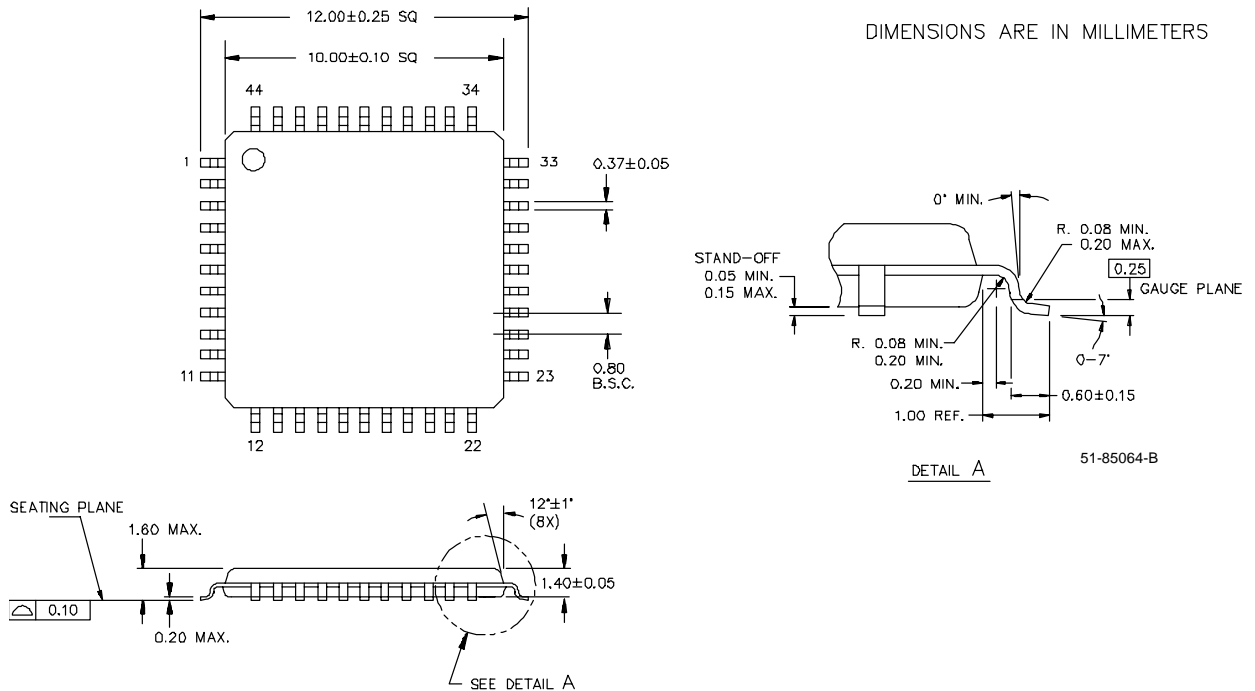 12.00±0.25 SQ
DIMENSIONS ARE IN MILLIMETERS
10.00±0.10 SQ
44
34
1
33
0.37±0.05
0.80
B.S.C.
11
23
12
22
0° MIN.
R. 0.08 MIN.
0.20 MAX.
STAND-OFF
0.05 MIN.
0.15 MAX.
0.25
GAUGE PLANE
R. 0.08 MIN.
0.20 MIN.
0-7°
0.20 MIN.
0.60±0.15
1.00 REF.
DETAIL A
51-85064-B
SEATING PLANE
1.60 MAX.
12°±1°
(8X)
1.40±0.05
0.10
0.20 MAX.
SEE DETAIL A